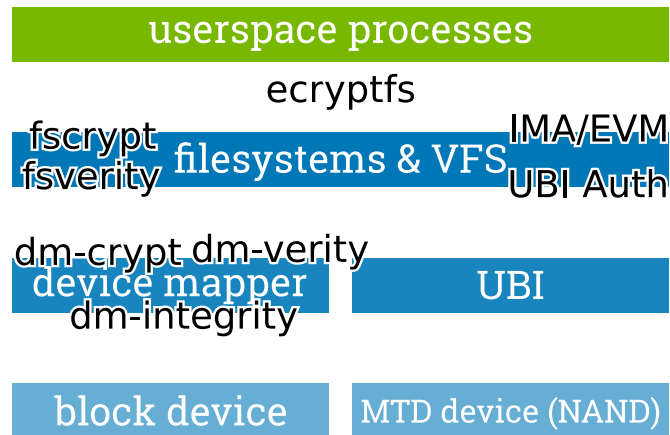 userspace processes
ecryptfs
fscrypt
fsverity
filesystems & VFS
IMA/EVM
UBI Auth
dm-crypt
dm-verity
device mapper
dm-integrity
UBI
block device
MTD device (NAND)